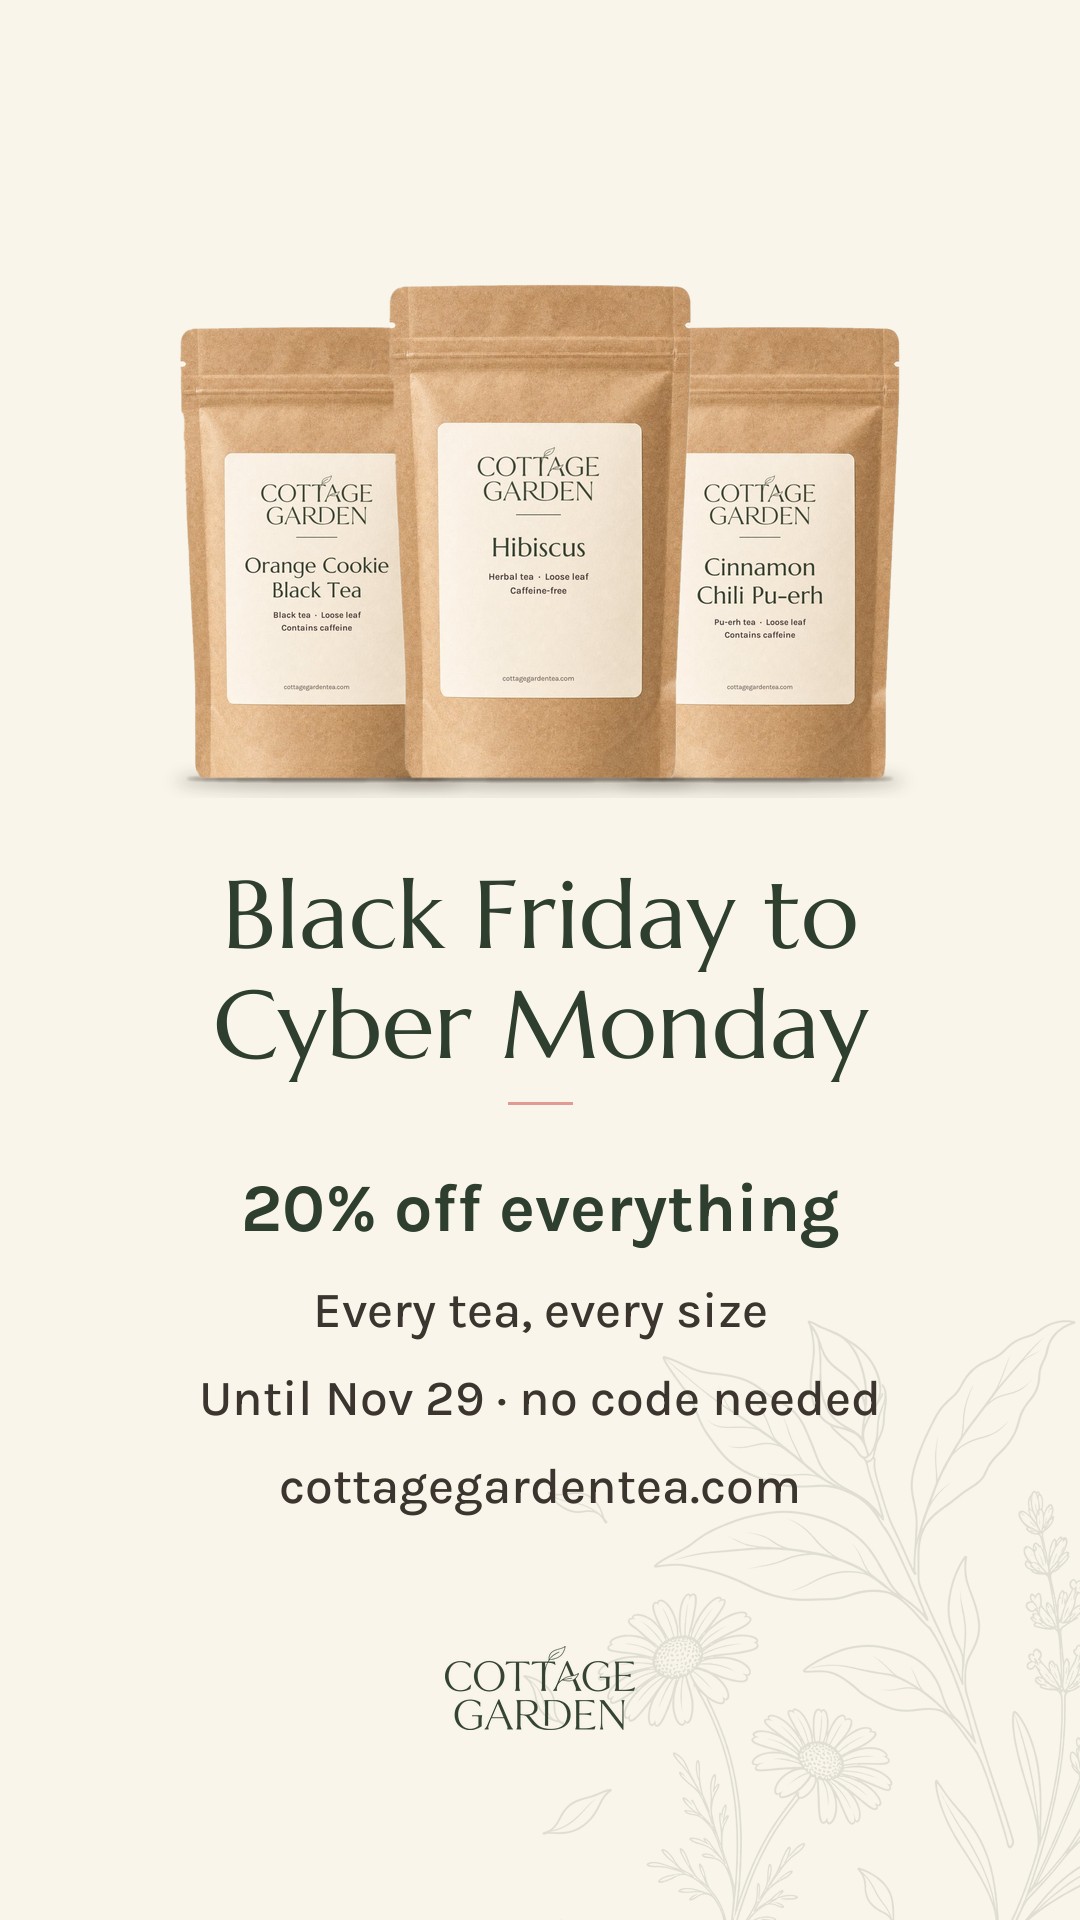 COTTAGE
GARDEN
Orange Cookie
Black Tea
Black tea · Loose leaf
Contains caffeine
cottagegardentea.com
COTTAGE
GARDEN
Hibiscus
Herbal tea · Loose leaf
Caffeine-free
cottagegardentea.com
COTTAGE
GARDEN
Cinnamon
Chili Pu-erh
Pu-erh tea · Loose leaf
Contains caffeine
cottagegardentea.com
Black Friday to
Cyber Monday
20% off everything
Every tea, every size
Until Nov 29 · no code needed
cottagegardentea.com
COTTAGE
GARDEN